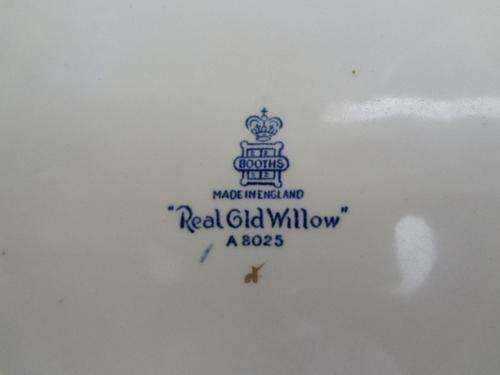 BOOTHS
MADE IN ENGLAND
"Real Old Willow"
A 8025